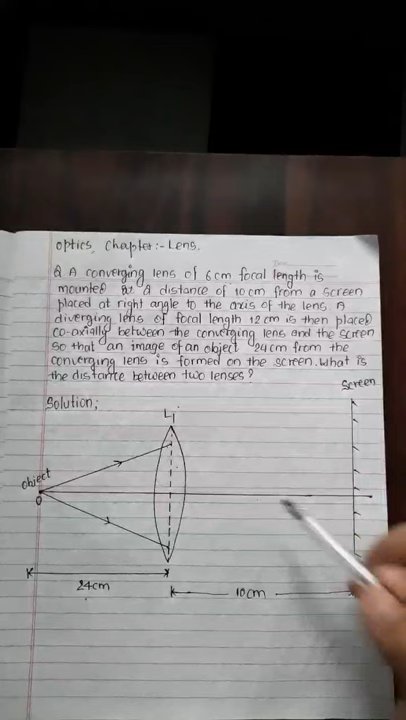 Optics, Chapter:- Lens.
Q. A converging lens of 6cm focal length is
mounted at a distance of 10cm from a screen
placed at right angle to the axis of the lens. A
diverging lens of focal length 12cm is then placed
co-axially between the converging lens and the screen
so that an image of an object 24cm from the
converging lens is formed on the screen. What is
the distance between two lenses?
Screen
Solution;
L1
object
O
24cm
10cm